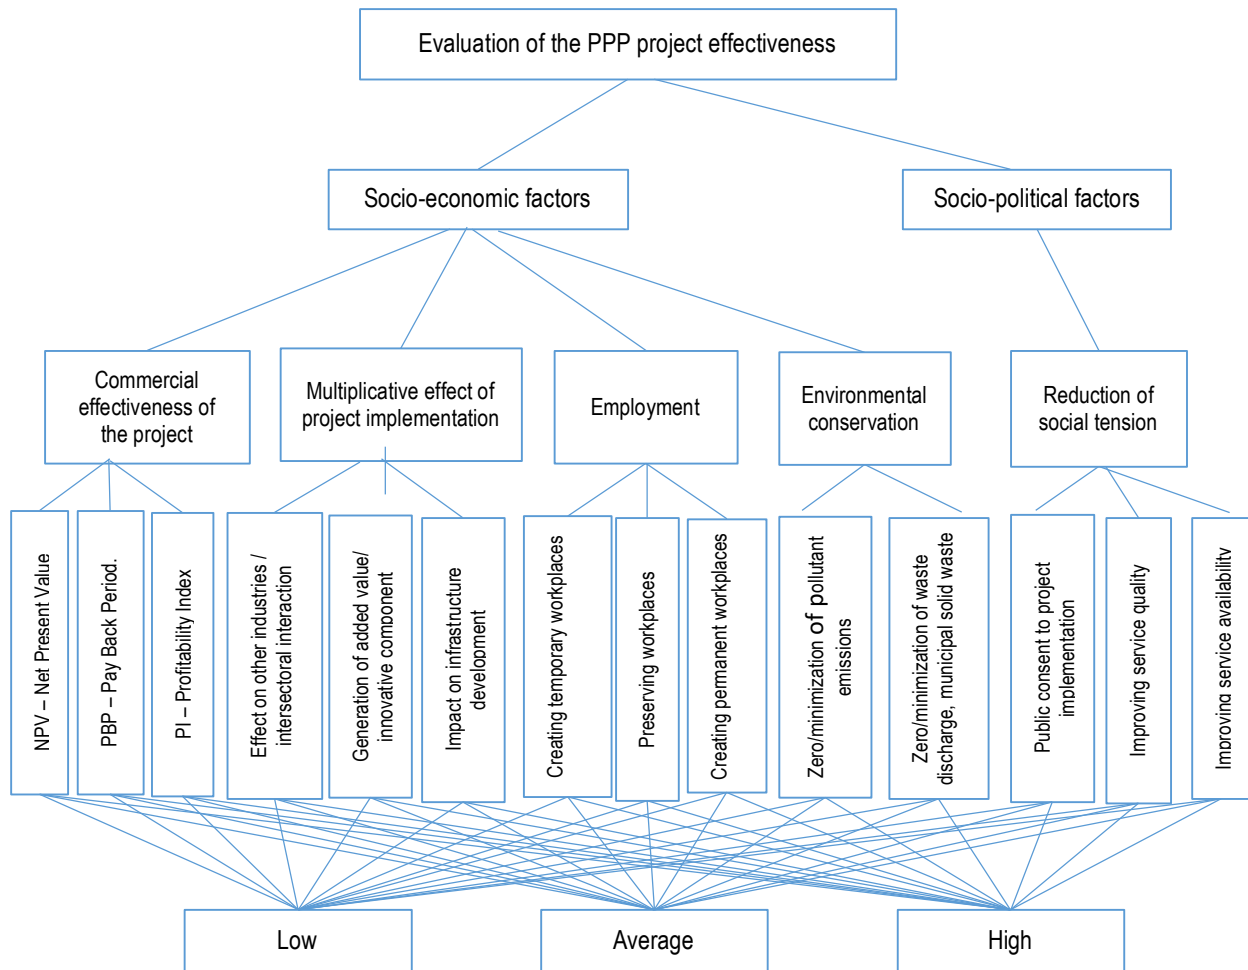 Evaluation of the PPP project effectiveness
Socio-economic factors
Socio-political factors
Commercial
effectiveness of
the project
Multiplicative effect of
project implementation
Employment
Environmental
conservation
Reduction of
social tension
NPV – Net Present Value
PBP – Pay Back Period.
PI – Profitability Index
Effect on other industries /
intersectoral interaction
Generation of added value/
innovative component
Impact on infrastructure
development
Creating temporary workplaces
Preserving workplaces
Creating permanent workplaces
Zero/minimization of pollutant
emissions
Zero/minimization of waste
discharge, municipal solid waste
Public consent to project
implementation
Improving service quality
Improving service availability
Low
Average
High